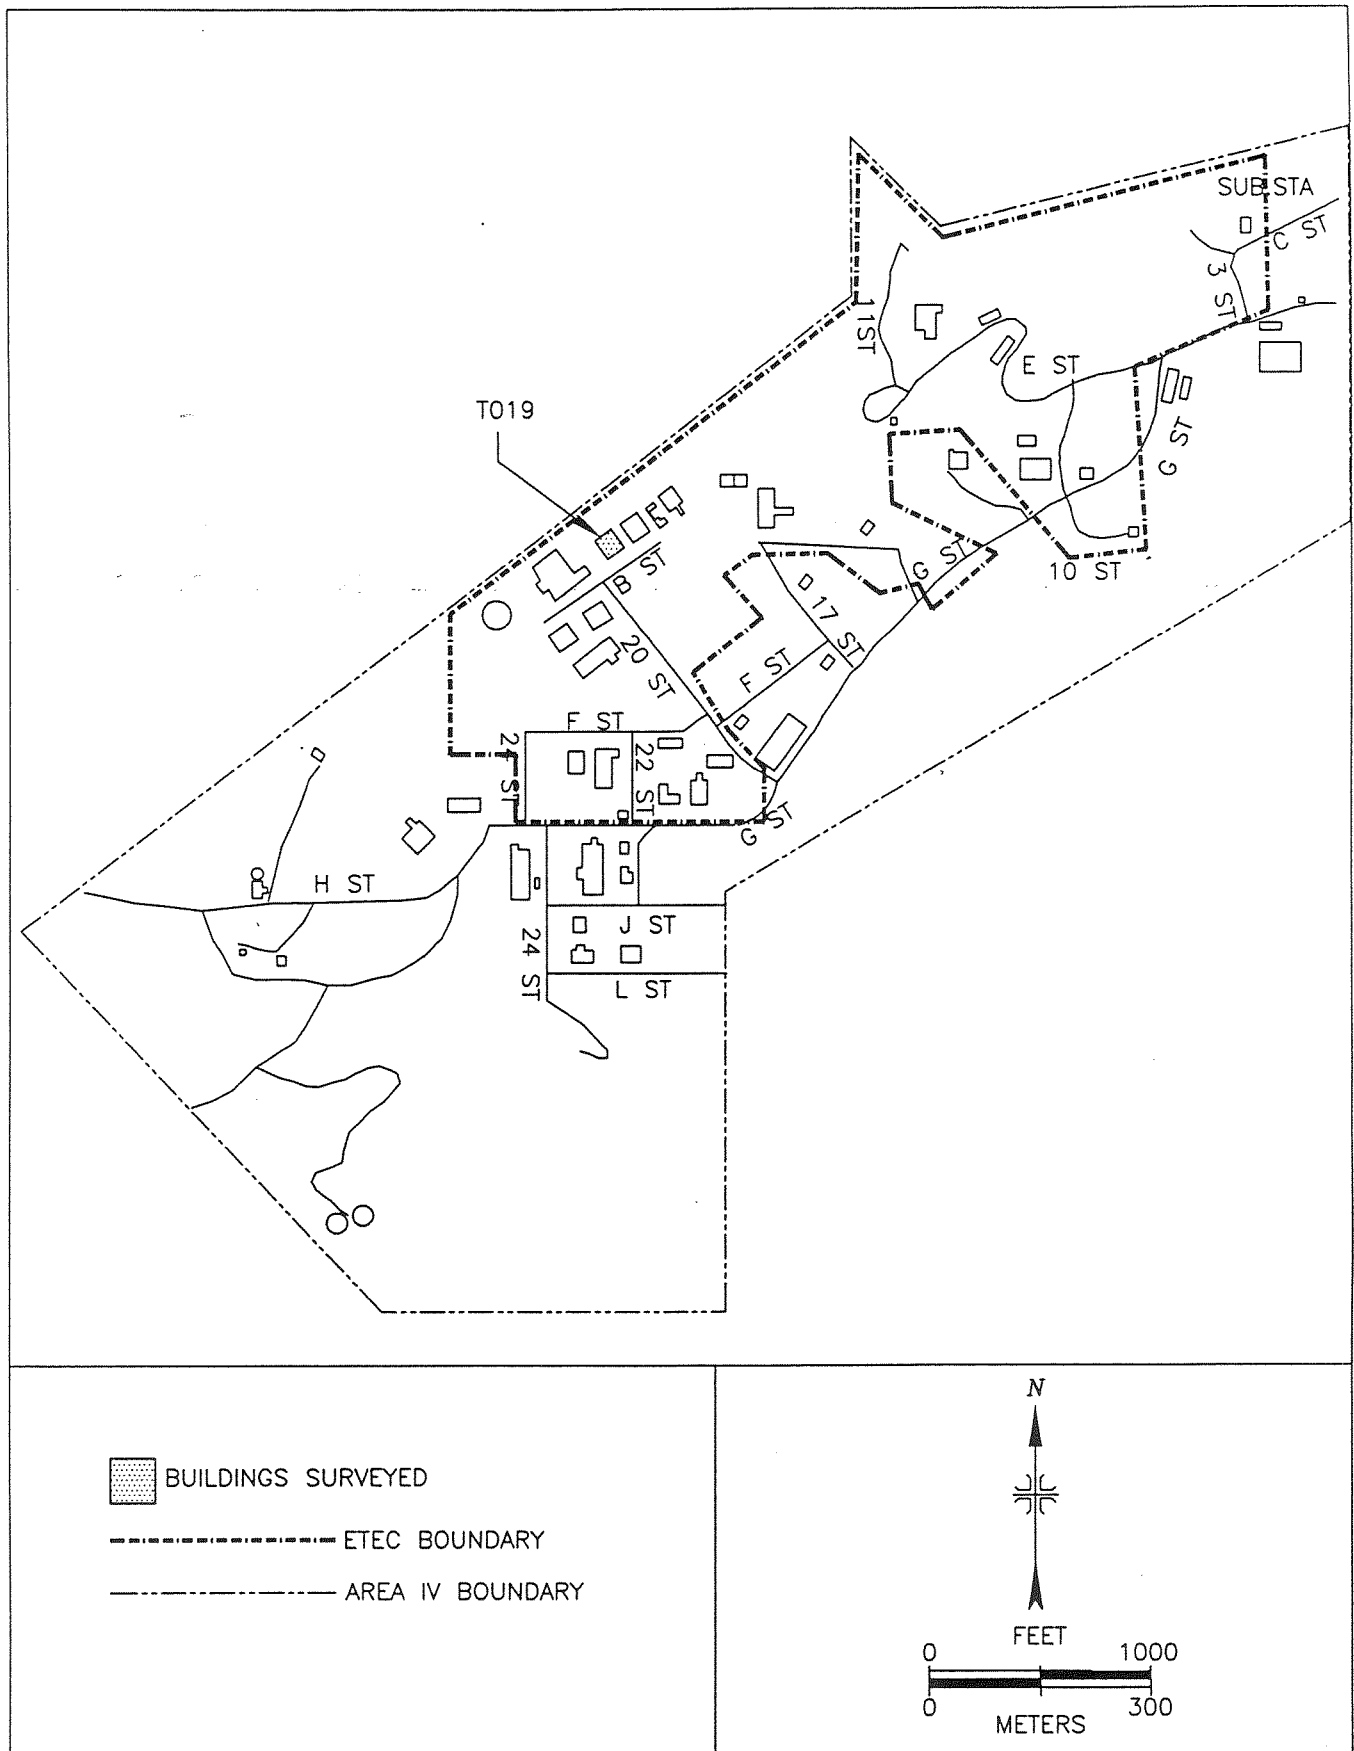 SUB STA
C ST
3 ST
11ST
E ST
G ST
T019
B ST
G ST
10 ST
17 ST
20 ST
F ST
F ST
24 ST
22 ST
G ST
H ST
J ST
24 ST
L ST
BUILDINGS SURVEYED
ETEC BOUNDARY
AREA IV BOUNDARY
N
FEET
0 1000
0 300
METERS